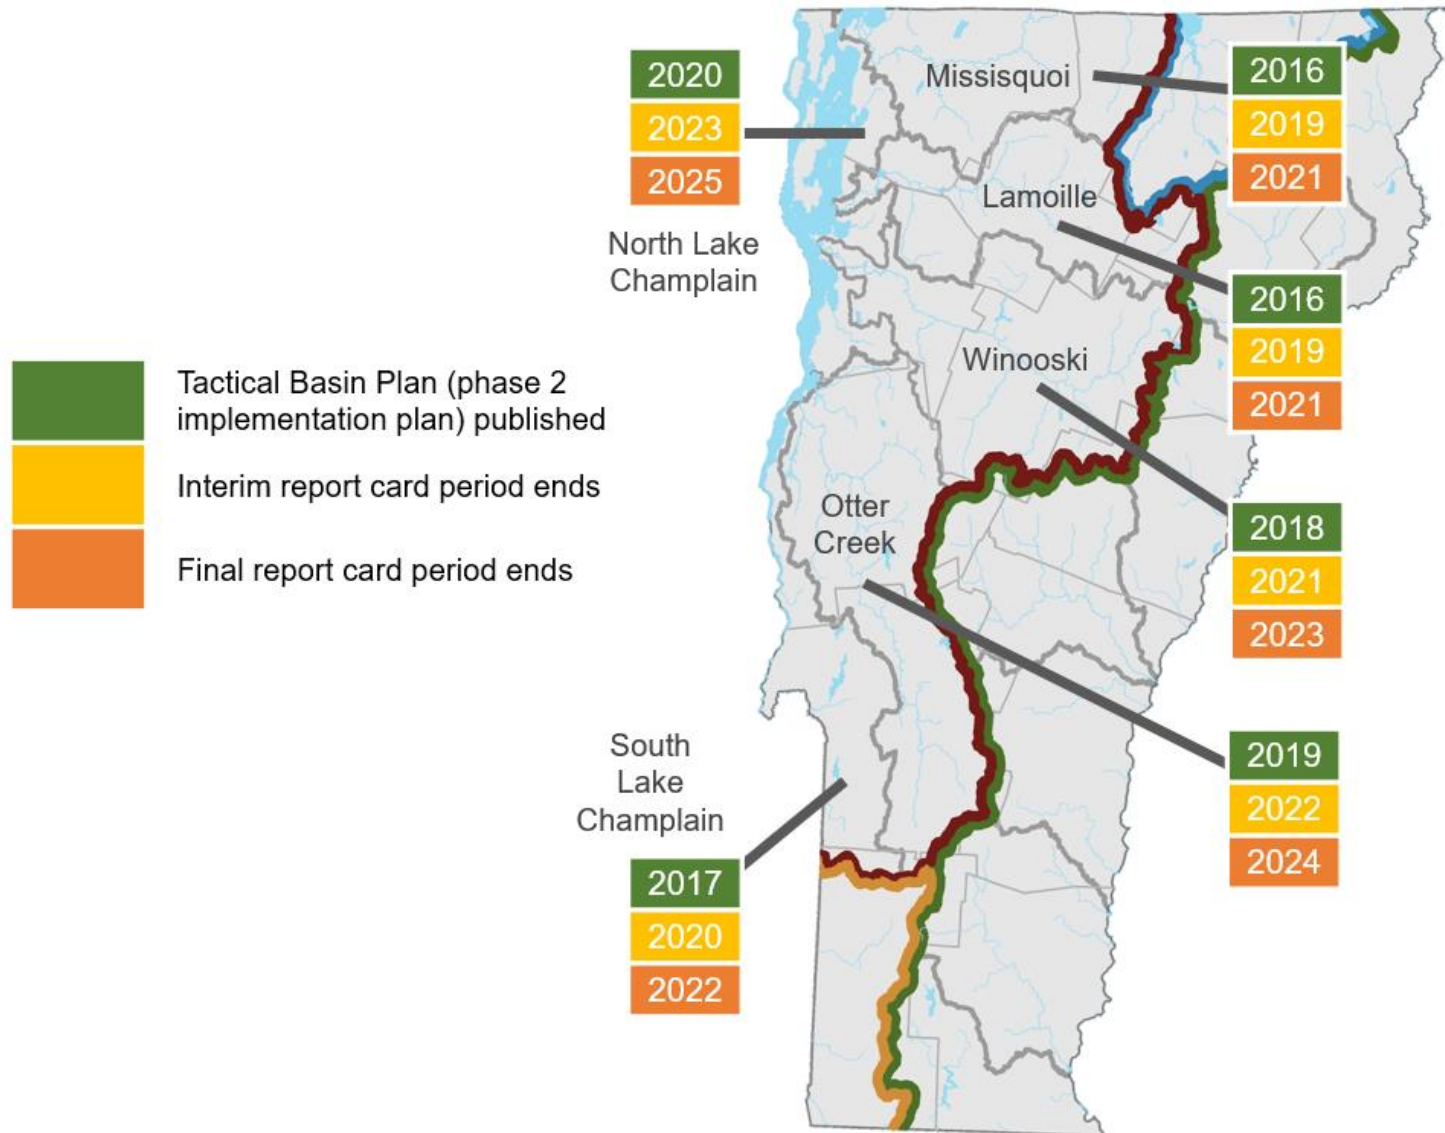 2020
2023
2025
North Lake
Champlain
Missisquoi
2016
2019
2021
Lamoille
2016
2019
2021
Winooski
2018
2021
2023
Tactical Basin Plan (phase 2
implementation plan) published
Interim report card period ends
Final report card period ends
Otter
Creek
2019
2022
2024
South
Lake
Champlain
2017
2020
2022